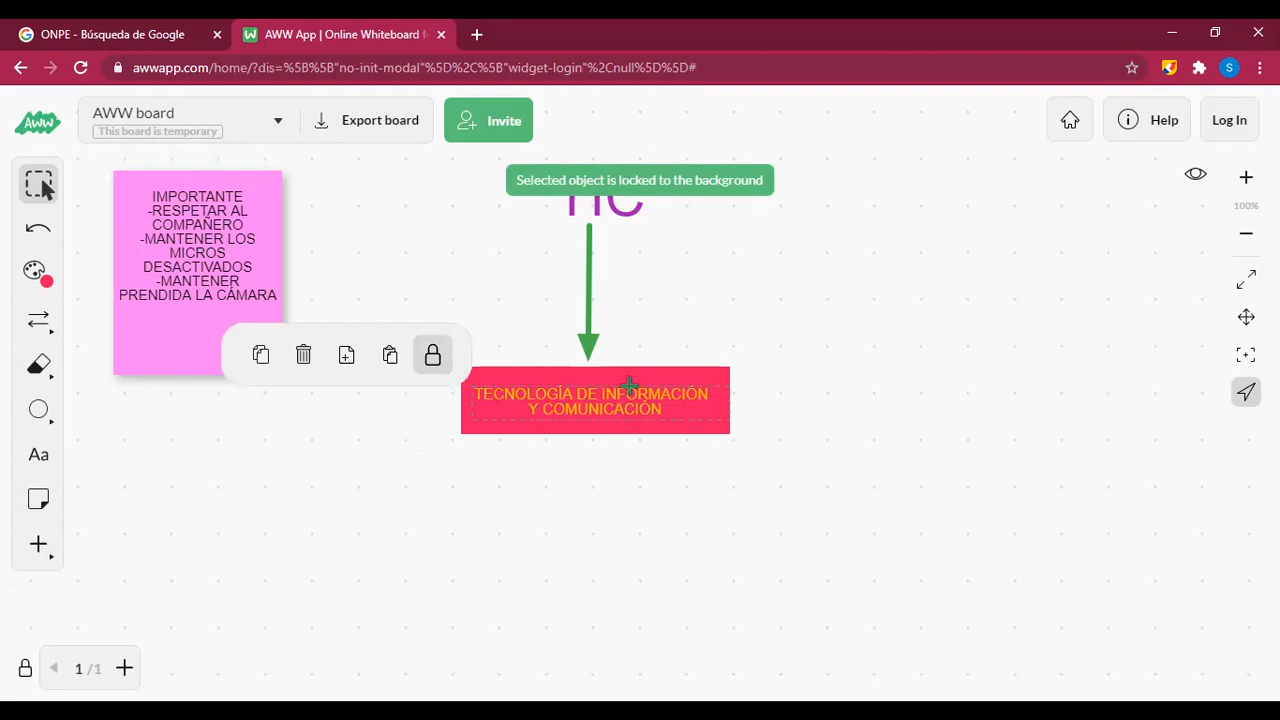 ONPE - Búsqueda de Google
AWW App | Online Whiteboard f
awwapp.com/home/?dis=%5B%5B"no-init-modal"%5D%2C%5B"widget-login"%2Cnull%5D%5D#
S
AWW
AWW board
This board is temporary
Export board
Invite
Help
Log In
Selected object is locked to the background
100%
TIC
IMPORTANTE
-RESPETAR AL
COMPAÑERO
-MANTENER LOS
MICROS
DESACTIVADOS
-MANTENER
PRENDIDA LA CÁMARA
TECNOLOGÍA DE INFORMACIÓN
Y COMUNICACIÓN
Aa
1 /1